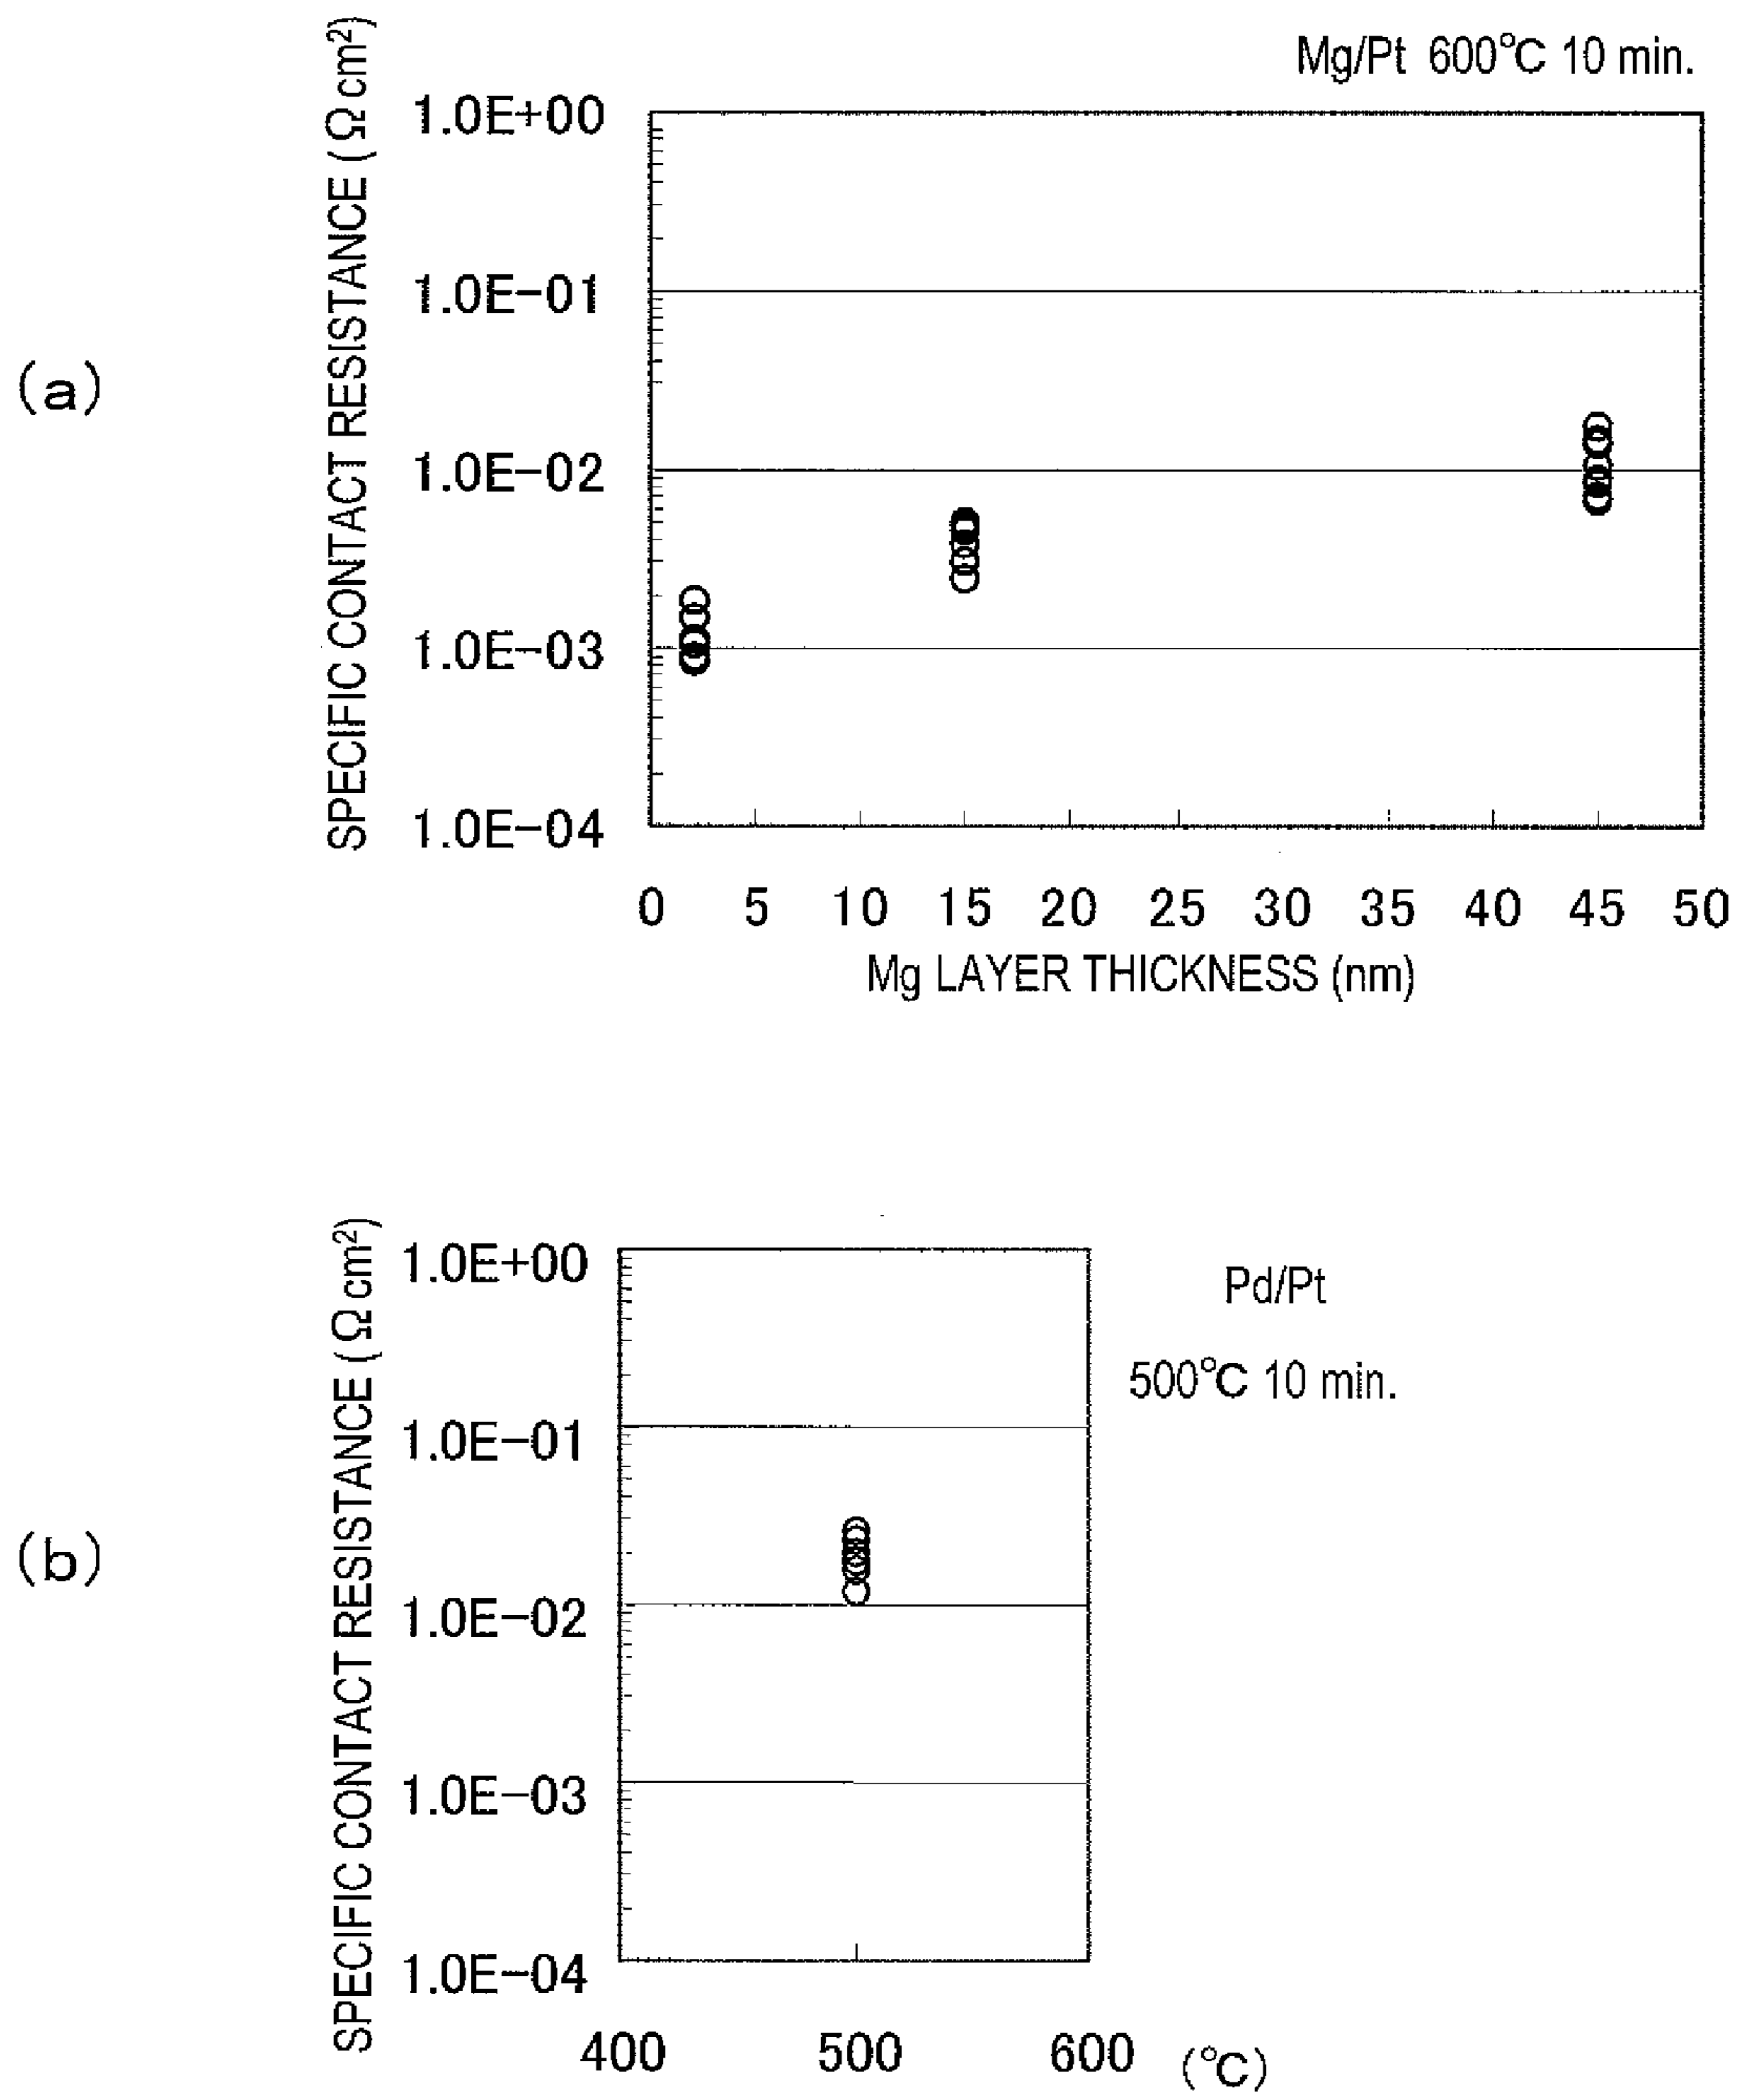 Mg/Pt 600℃ 10 min.
(a)
SPECIFIC CONTACT RESISTANCE (Ω cm²)
1.0E+00
1.0E−01
1.0E−02
1.0E−03
1.0E−04
0 5 10 15 20 25 30 35 40 45 50
Mg LAYER THICKNESS (nm)
(b)
SPECIFIC CONTACT RESISTANCE (Ω cm²)
1.0E+00
1.0E−01
1.0E−02
1.0E−03
1.0E−04
400 500 600 (℃)
Pd/Pt
500℃ 10 min.